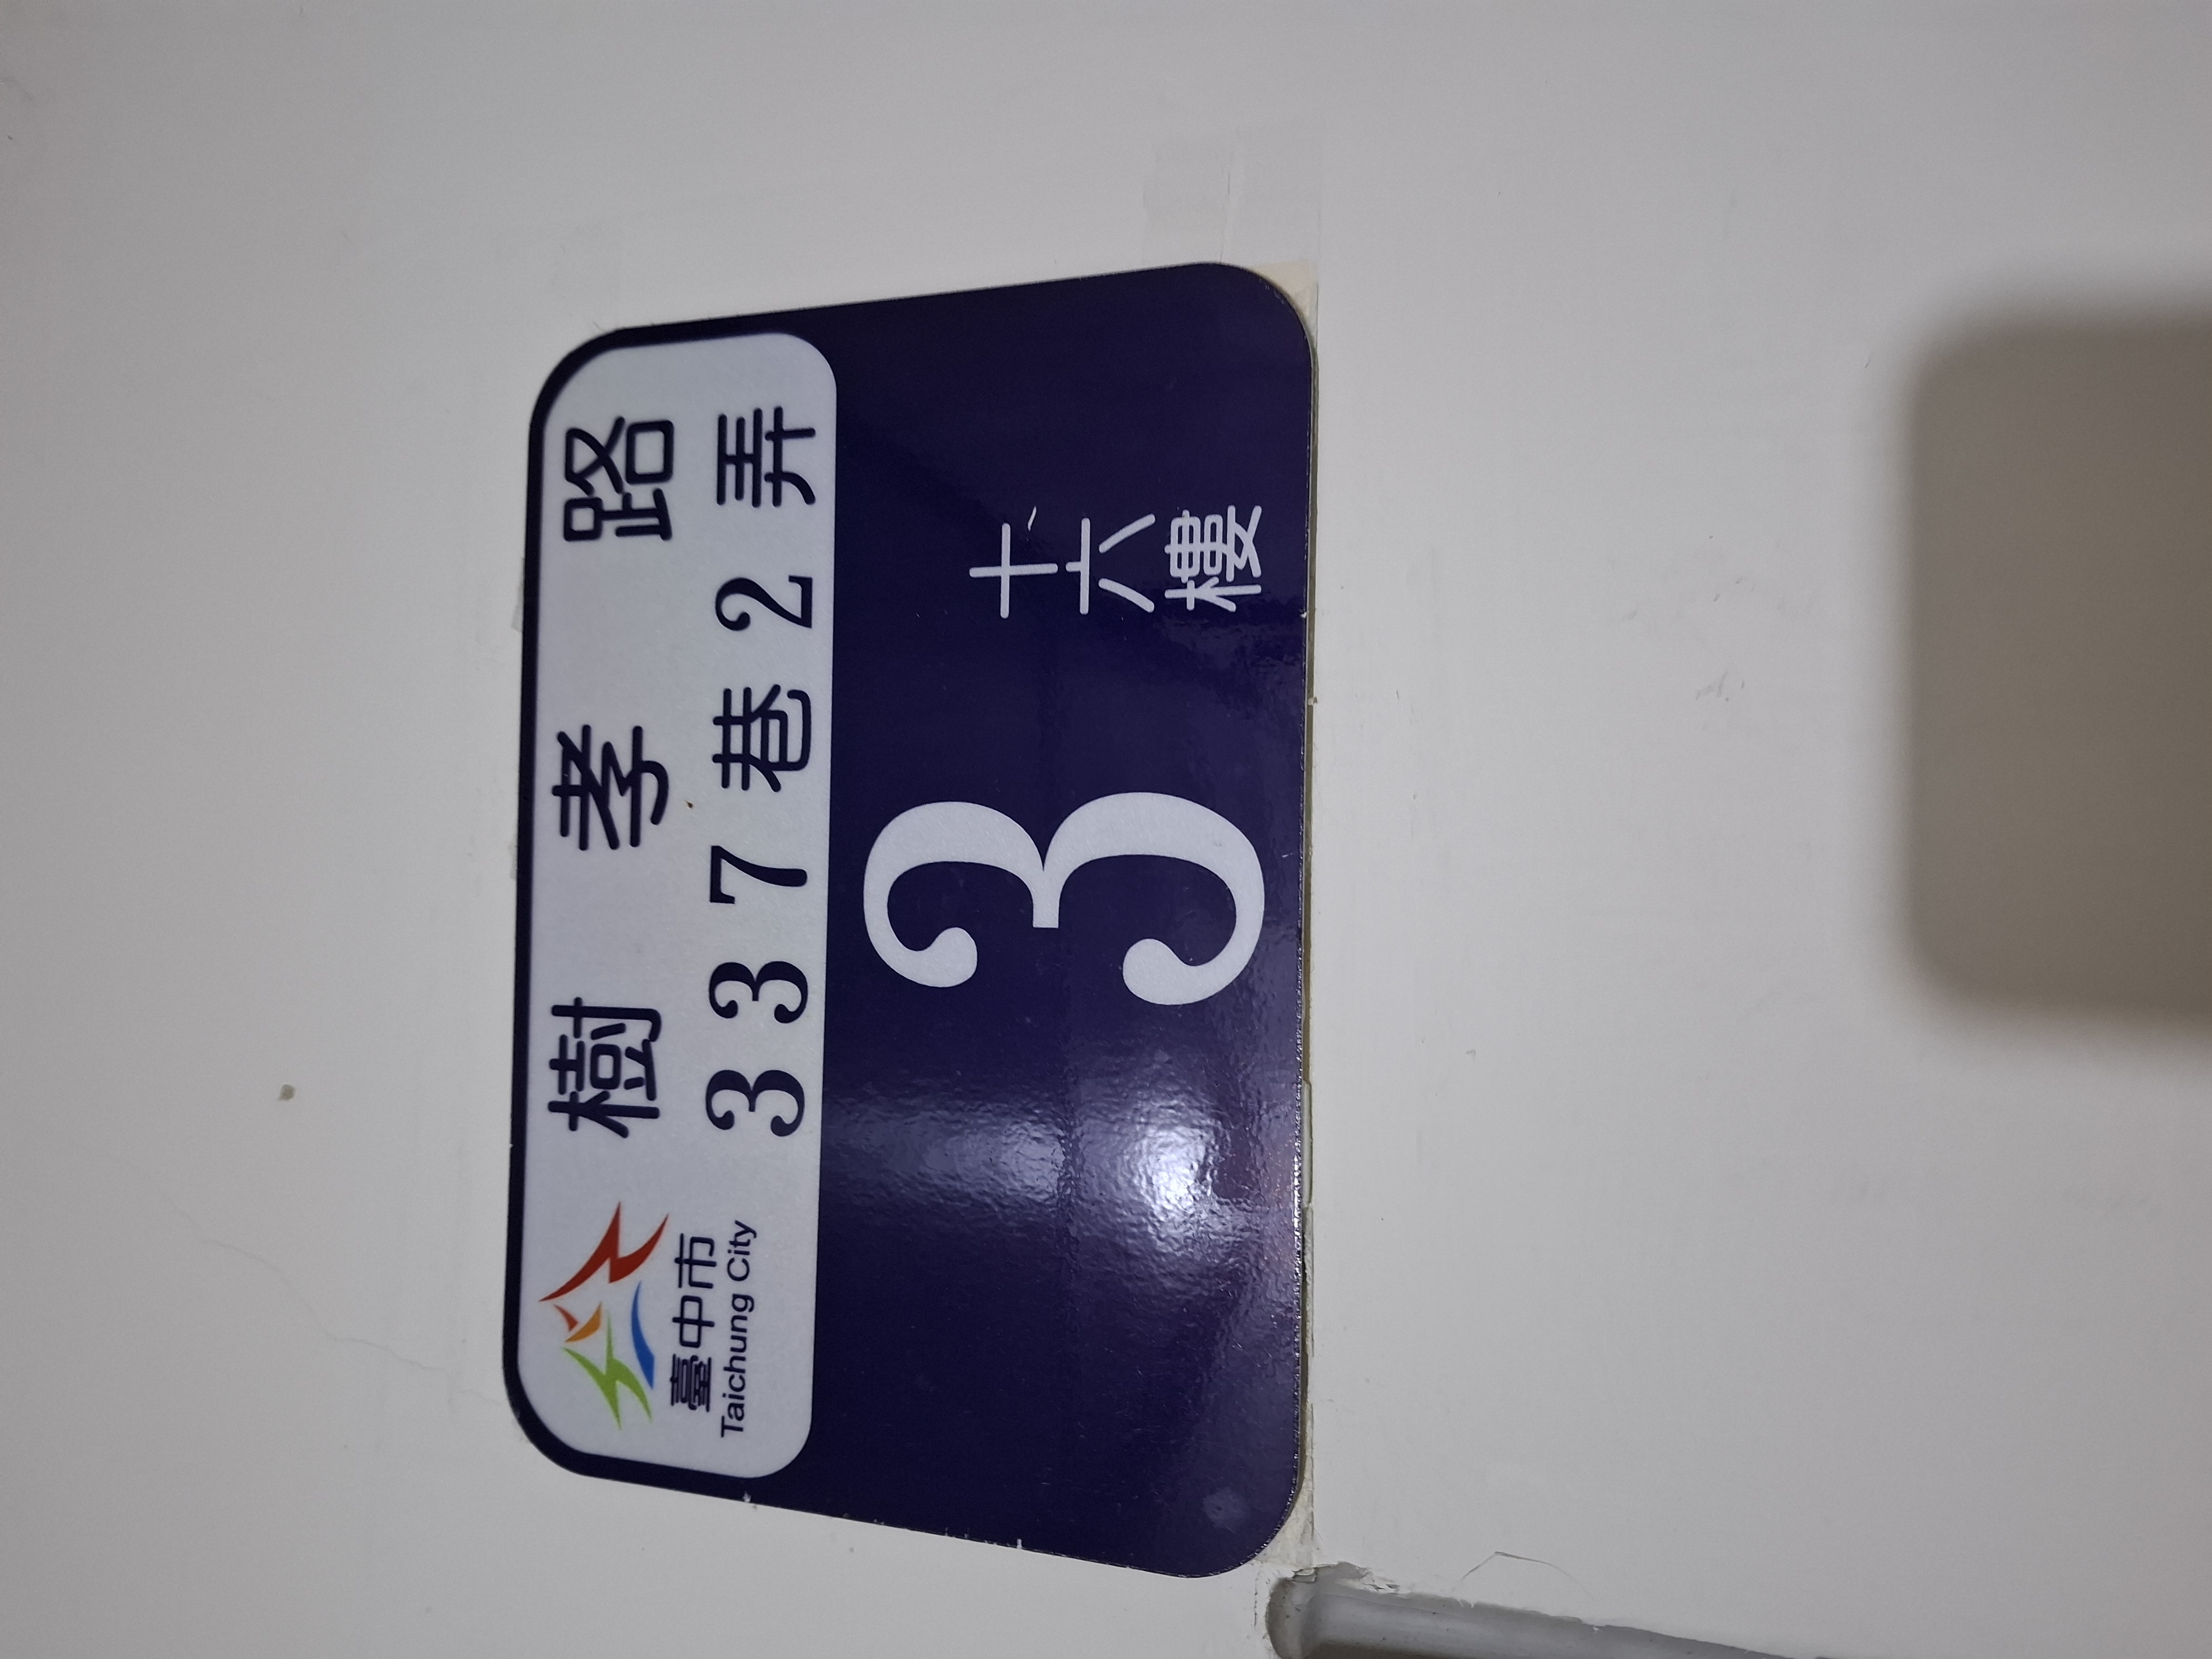 樹孝路
337巷2弄
臺中市
Taichung City
3
十六樓